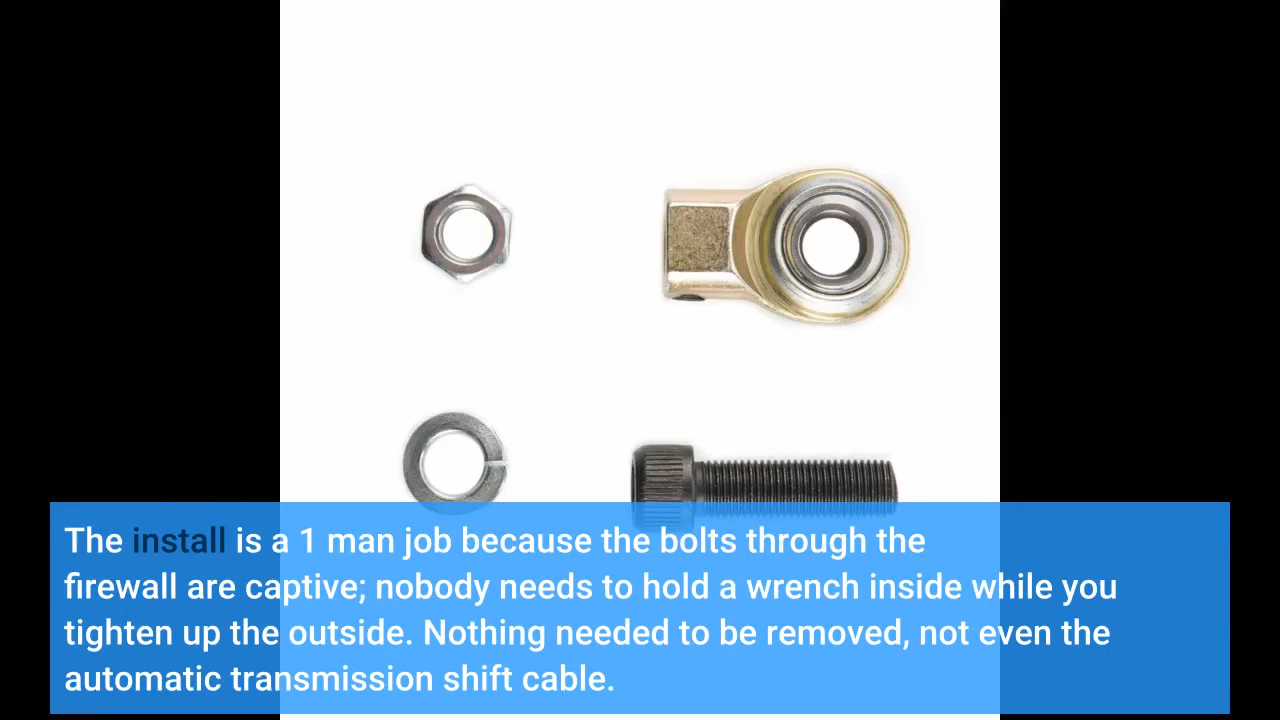 The install is a 1 man job because the bolts through the
firewall are captive; nobody needs to hold a wrench inside while you
tighten up the outside. Nothing needed to be removed, not even the
automatic transmission shift cable.